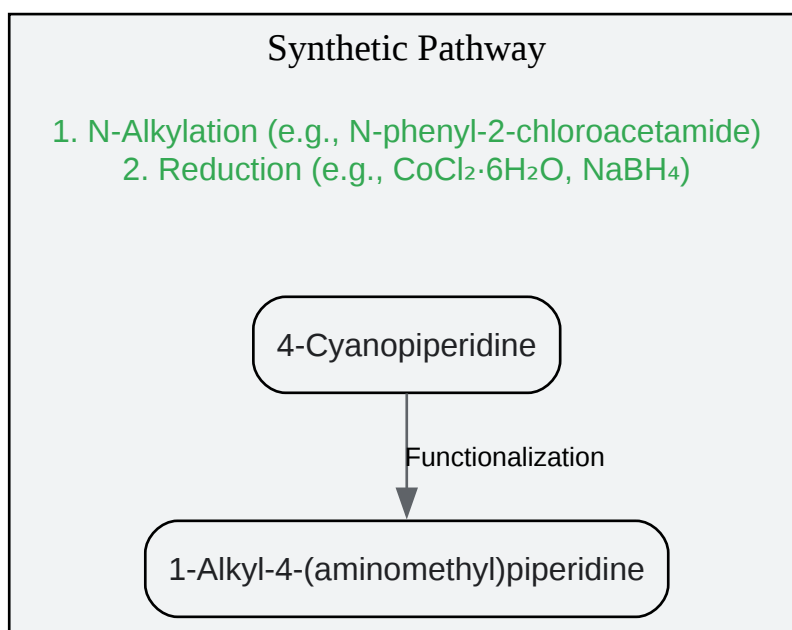 Synthetic Pathway
1. N-Alkylation (e.g., N-phenyl-2-chloroacetamide)
2. Reduction (e.g., CoCl₂·6H₂O, NaBH₄)
4-Cyanopiperidine
Functionalization
1-Alkyl-4-(aminomethyl)piperidine